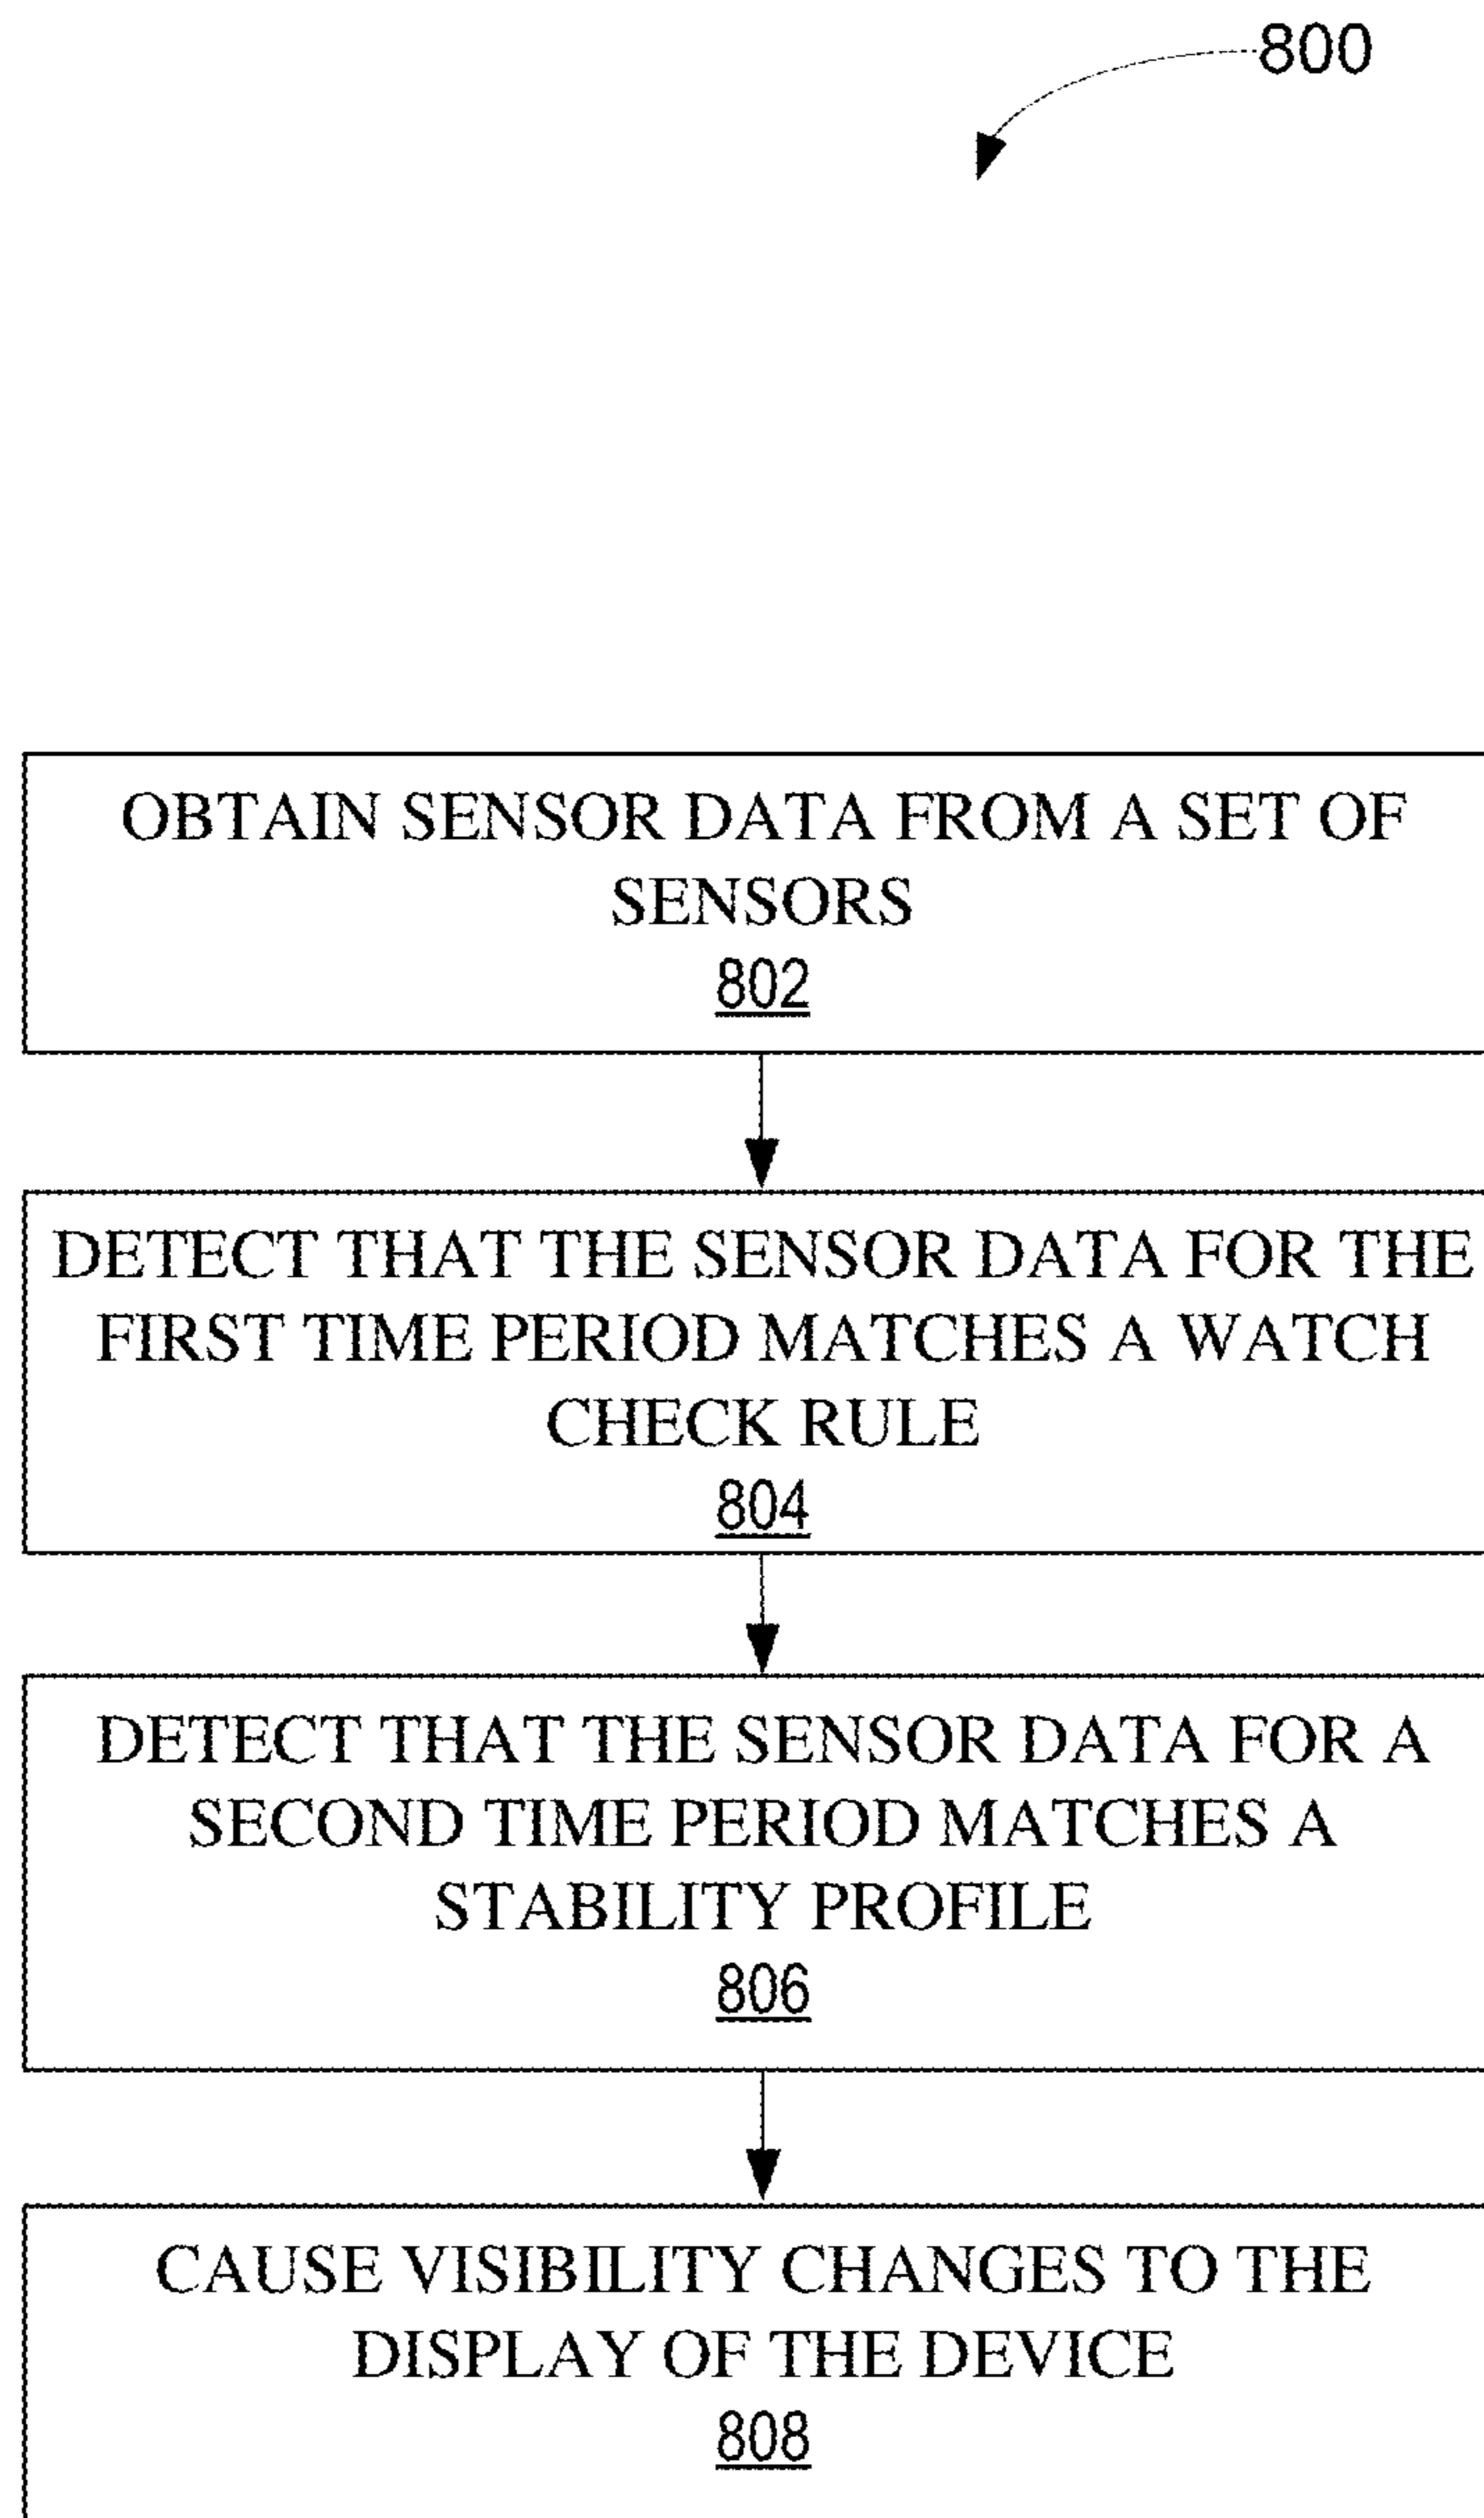 800
OBTAIN SENSOR DATA FROM A SET OF
SENSORS
802
DETECT THAT THE SENSOR DATA FOR THE
FIRST TIME PERIOD MATCHES A WATCH
CHECK RULE
804
DETECT THAT THE SENSOR DATA FOR A
SECOND TIME PERIOD MATCHES A
STABILITY PROFILE
806
CAUSE VISIBILITY CHANGES TO THE
DISPLAY OF THE DEVICE
808